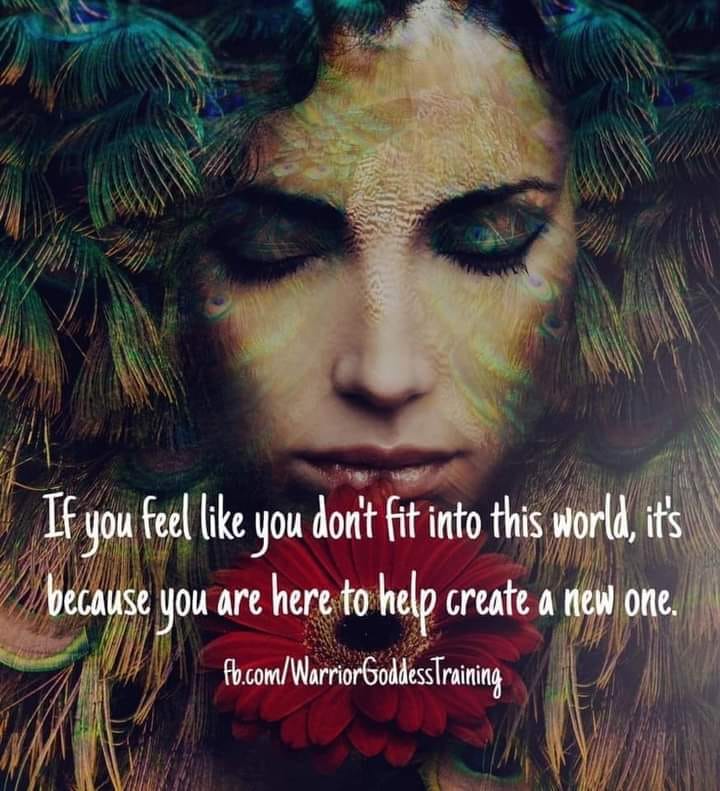 If you feel like you don't fit into this world, it's
because you are here to help create a new one.
fb.com/WarriorGoddessTraining